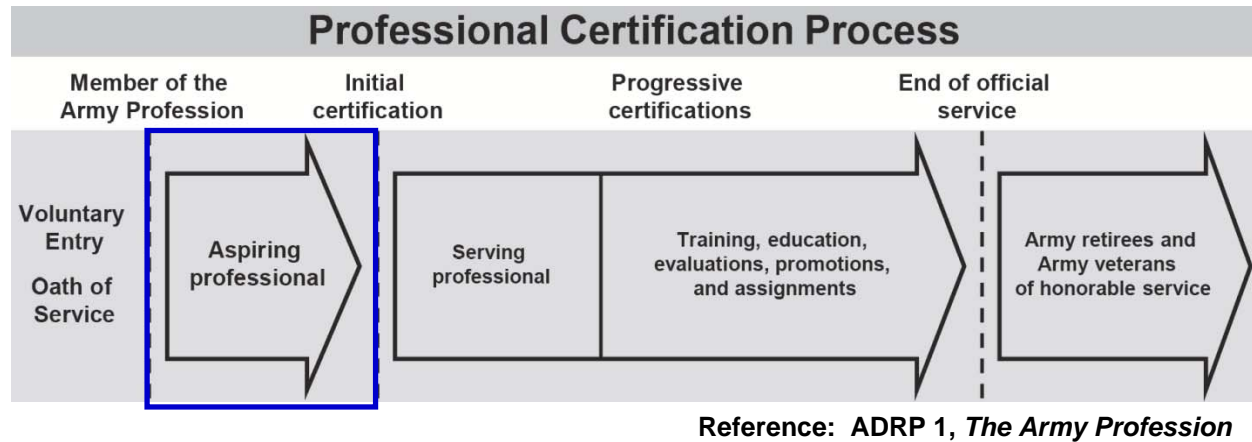 Professional Certification Process
Member of the
Army Profession
Initial
certification
Progressive
certifications
End of official
service
Voluntary
Entry
Oath of
Service
Aspiring
professional
Serving
professional
Training, education,
evaluations, promotions,
and assignments
Army retirees and
Army veterans
of honorable service
Reference: ADRP 1, The Army Profession